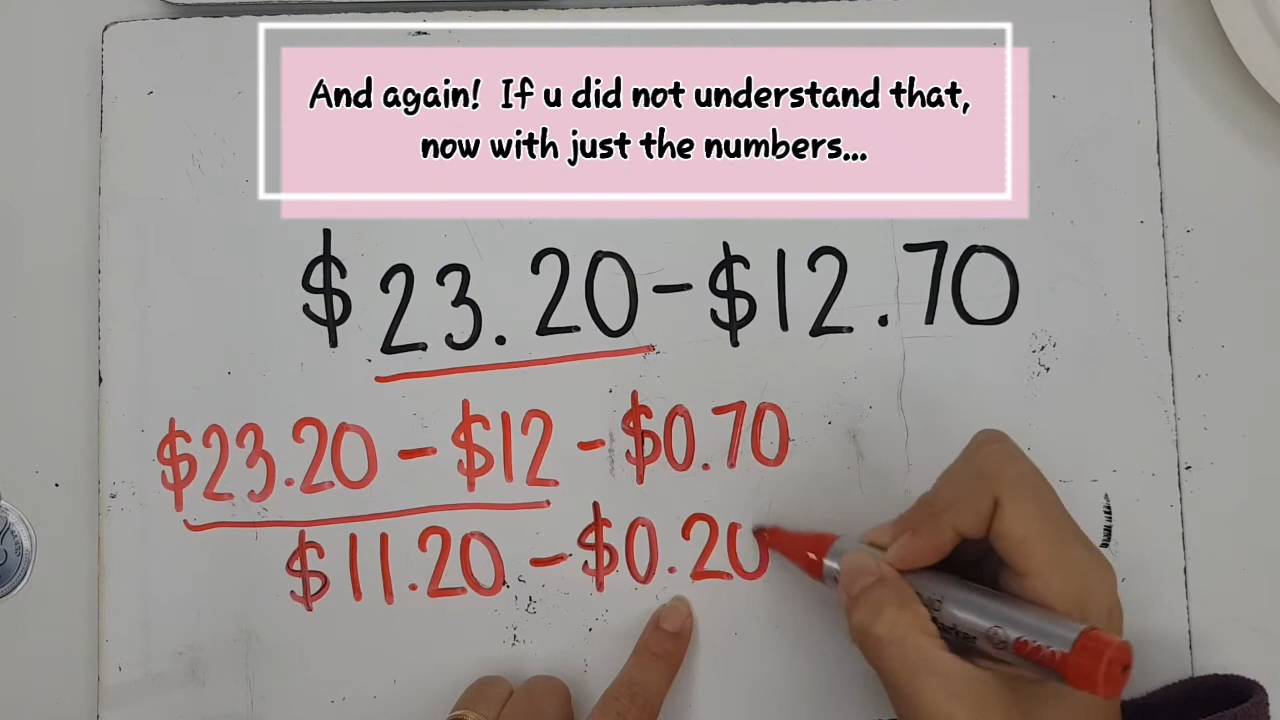 And again! If u did not understand that,
now with just the numbers...
$23.20-$12.70
$23.20 - $12 - $0.70
$11.20 - $0.20